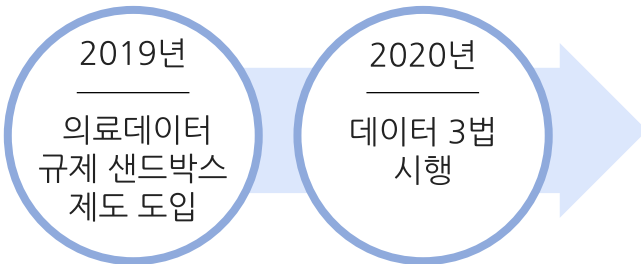 2019년
의료데이터
규제 샌드박스
제도 도입
2020년
데이터 3법
시행